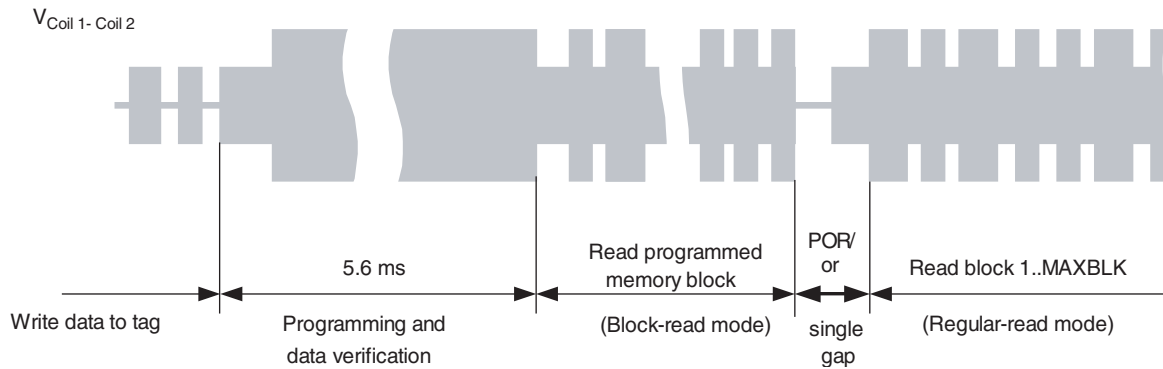 V Coil 1- Coil 2
5.6 ms
Read programmed
memory block
POR/
or
Read block 1..MAXBLK
Write data to tag
Programming and
data verification
(Block-read mode)
single
gap
(Regular-read mode)